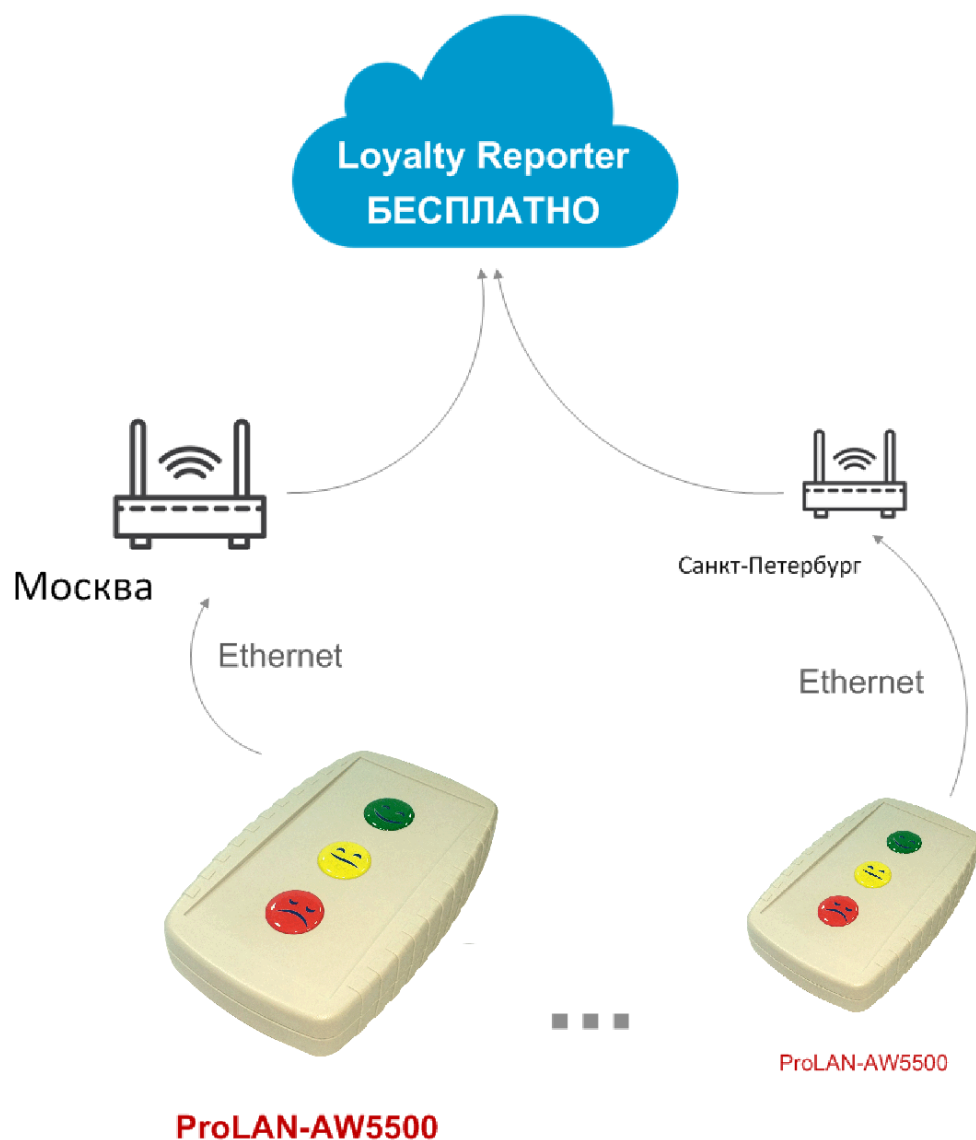 Loyalty Reporter
БЕСПЛАТНО
Москва
Санкт-Петербург
Ethernet
Ethernet
ProLAN-AW5500
ProLAN-AW5500